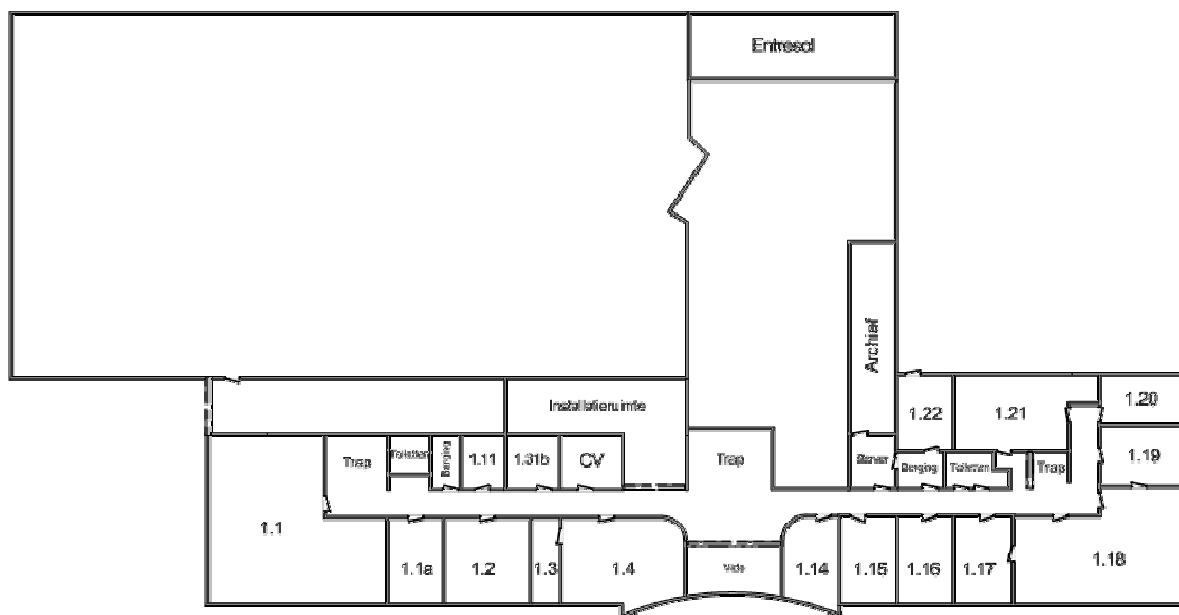 Entresol
Archief
Installatieruimte
1.22
1.21
1.20
Trap
Toiletten
Berging
1.11
1.31b
CV
Trap
Server
Berging
Toiletten
Trap
1.19
1.1
1.1a
1.2
1.3
1.4
Vide
1.14
1.15
1.16
1.17
1.18